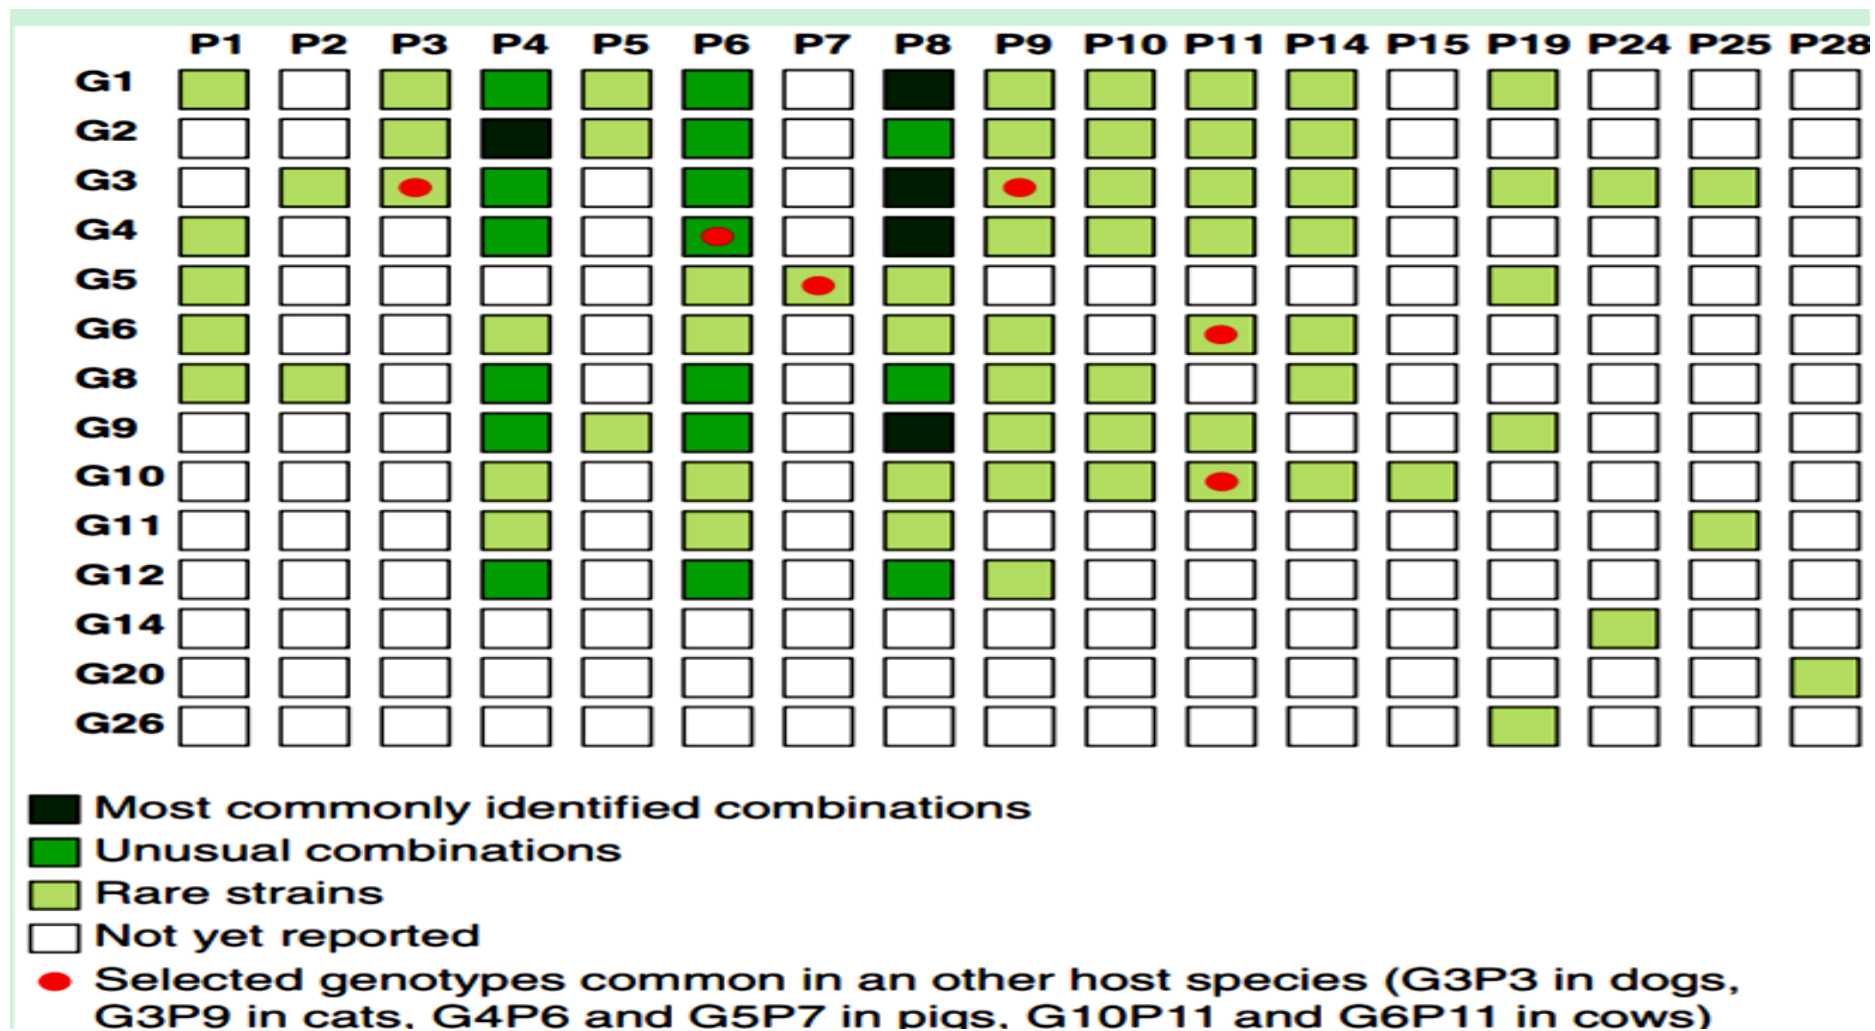 P1 P2 P3 P4 P5 P6 P7 P8 P9 P10 P11 P14 P15 P19 P24 P25 P28
G1
G2
G3
G4
G5
G6
G8
G9
G10
G11
G12
G14
G20
G26
Most commonly identified combinations
Unusual combinations
Rare strains
Not yet reported
Selected genotypes common in an other host species (G3P3 in dogs,
G3P9 in cats, G4P6 and G5P7 in pigs, G10P11 and G6P11 in cows)